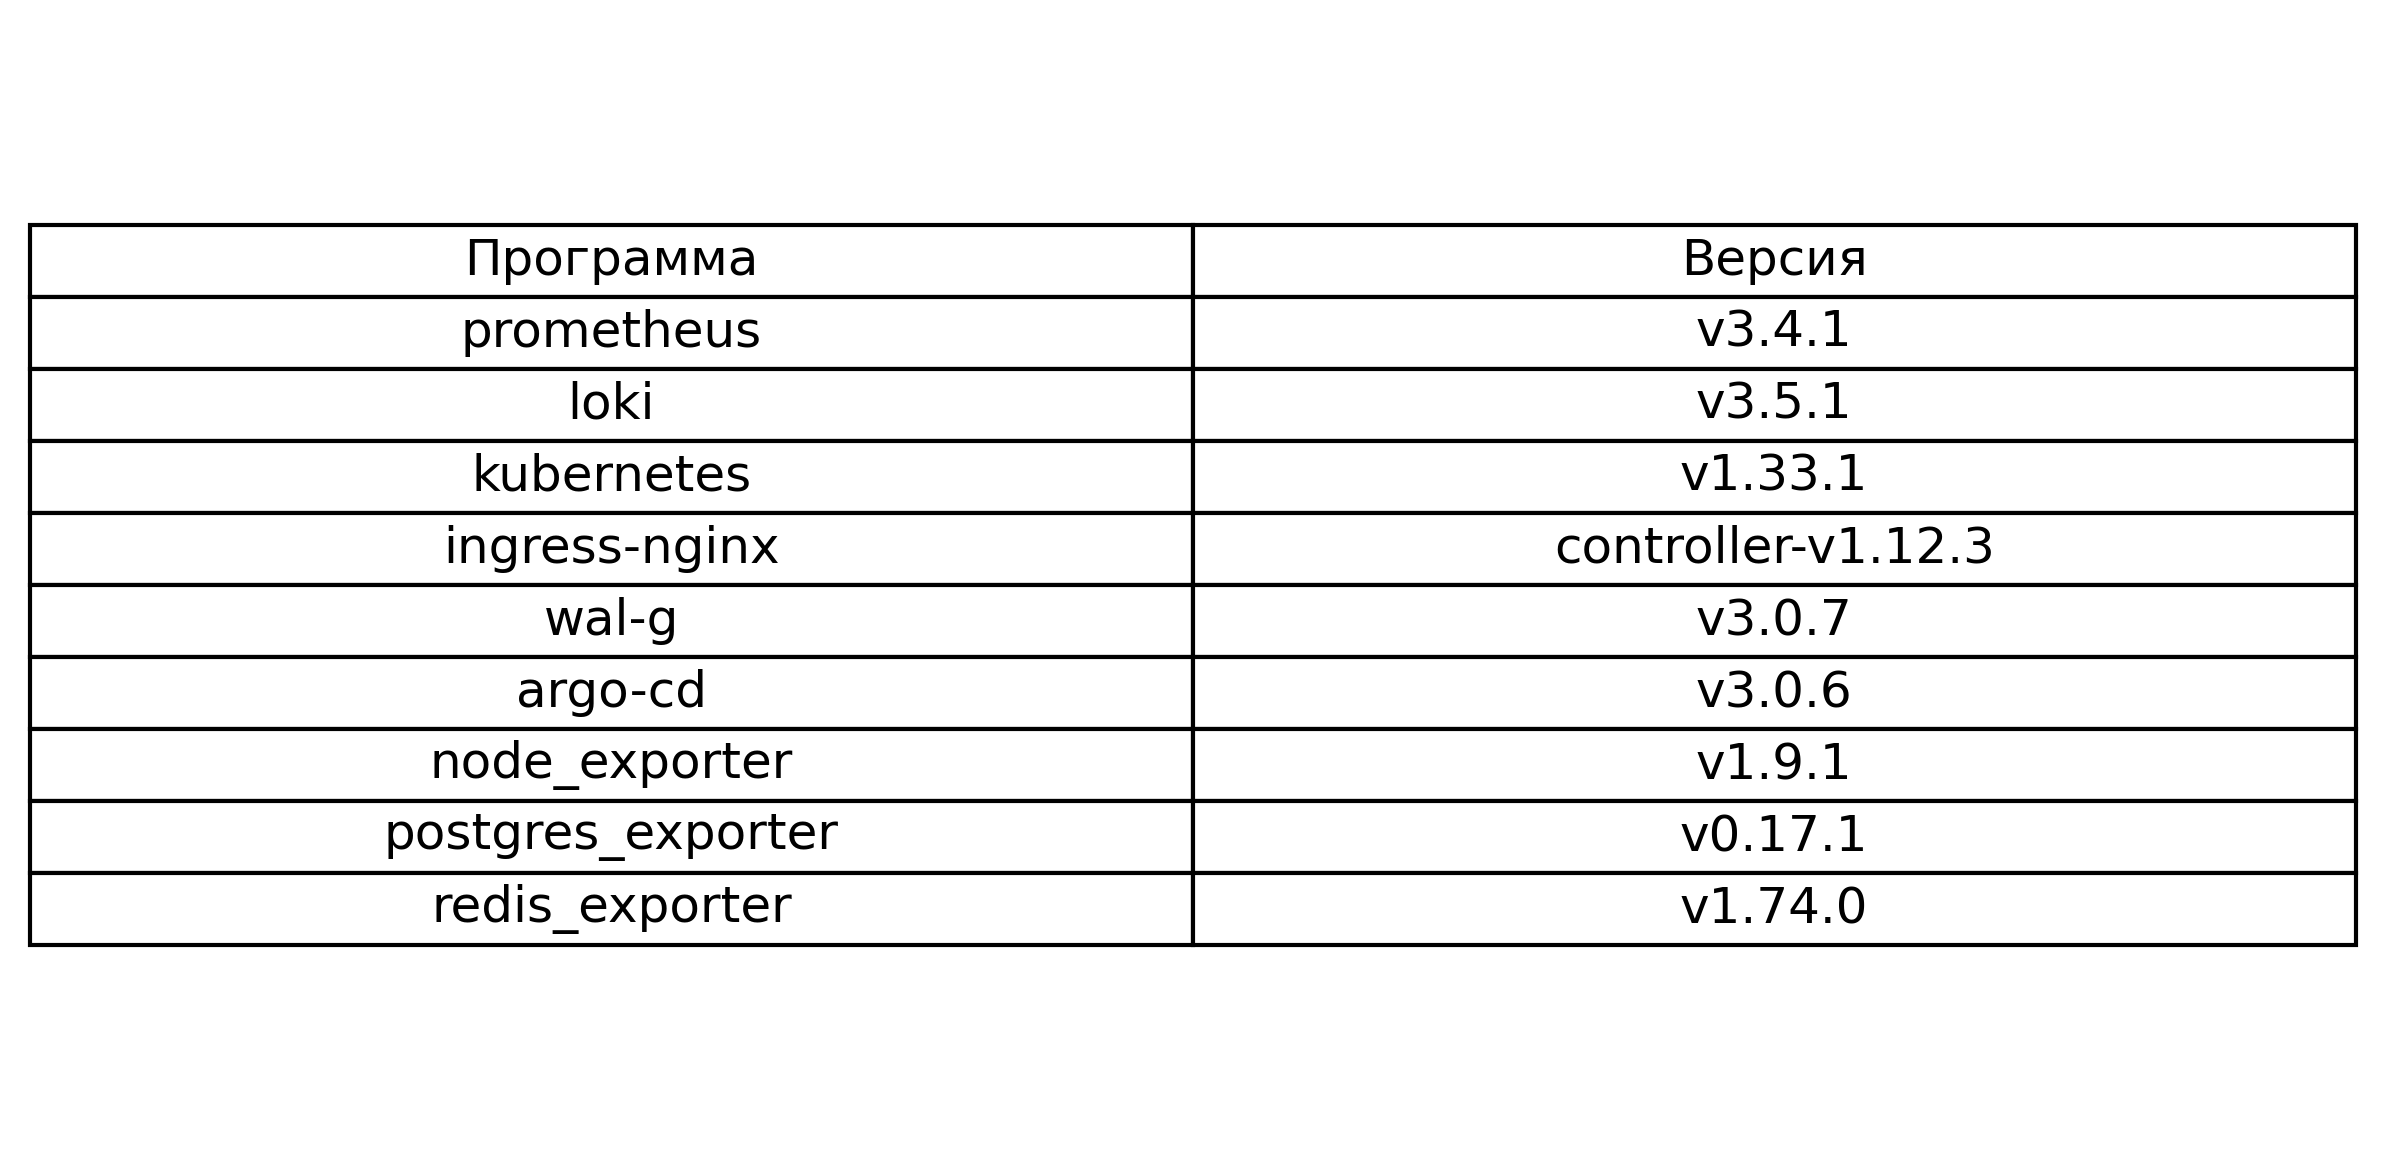 Программа Версия
prometheus v3.4.1
loki v3.5.1
kubernetes v1.33.1
ingress-nginx controller-v1.12.3
wal-g v3.0.7
argo-cd v3.0.6
node_exporter v1.9.1
postgres_exporter v0.17.1
redis_exporter v1.74.0